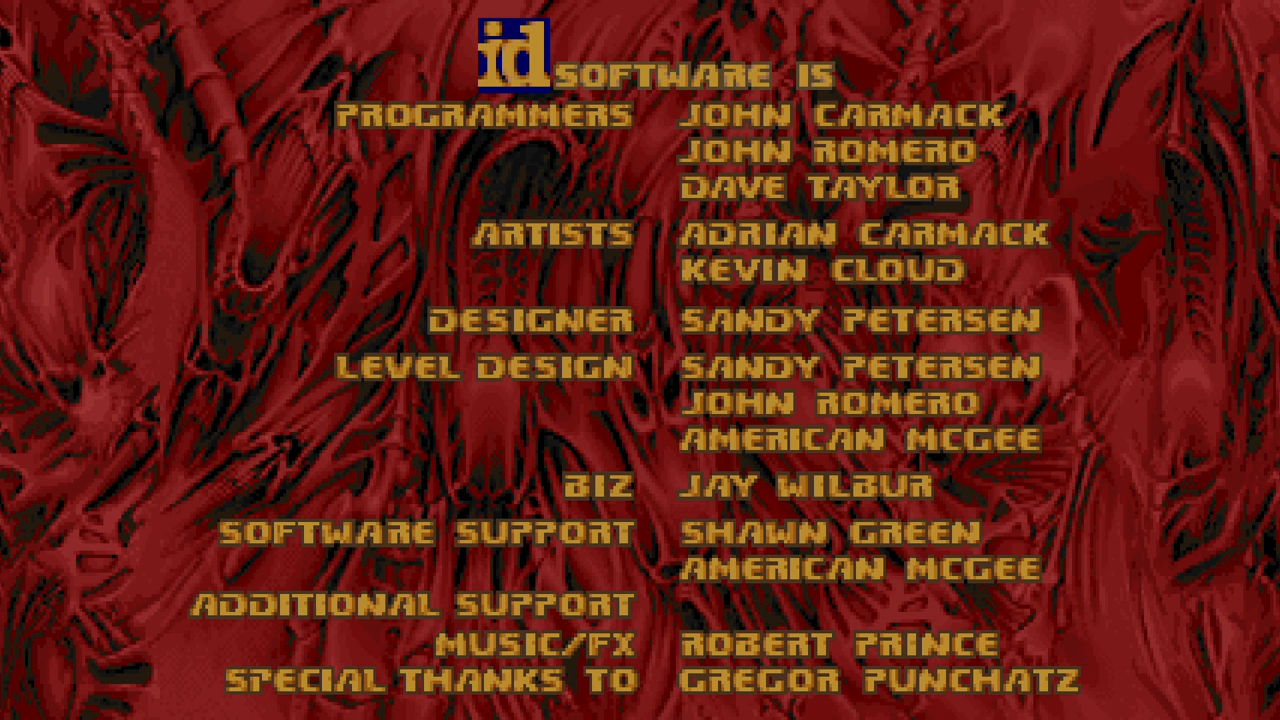 id SOFTWARE IS
PROGRAMMERS JOHN CARMACK
JOHN ROMERO
DAVE TAYLOR
ARTISTS ADRIAN CARMACK
KEVIN CLOUD
DESIGNER SANDY PETERSEN
LEVEL DESIGN SANDY PETERSEN
JOHN ROMERO
AMERICAN MCGEE
BIZ JAY WILBUR
SOFTWARE SUPPORT SHAWN GREEN
AMERICAN MCGEE
ADDITIONAL SUPPORT
MUSIC/FX ROBERT PRINCE
SPECIAL THANKS TO GREGOR PUNCHATZ